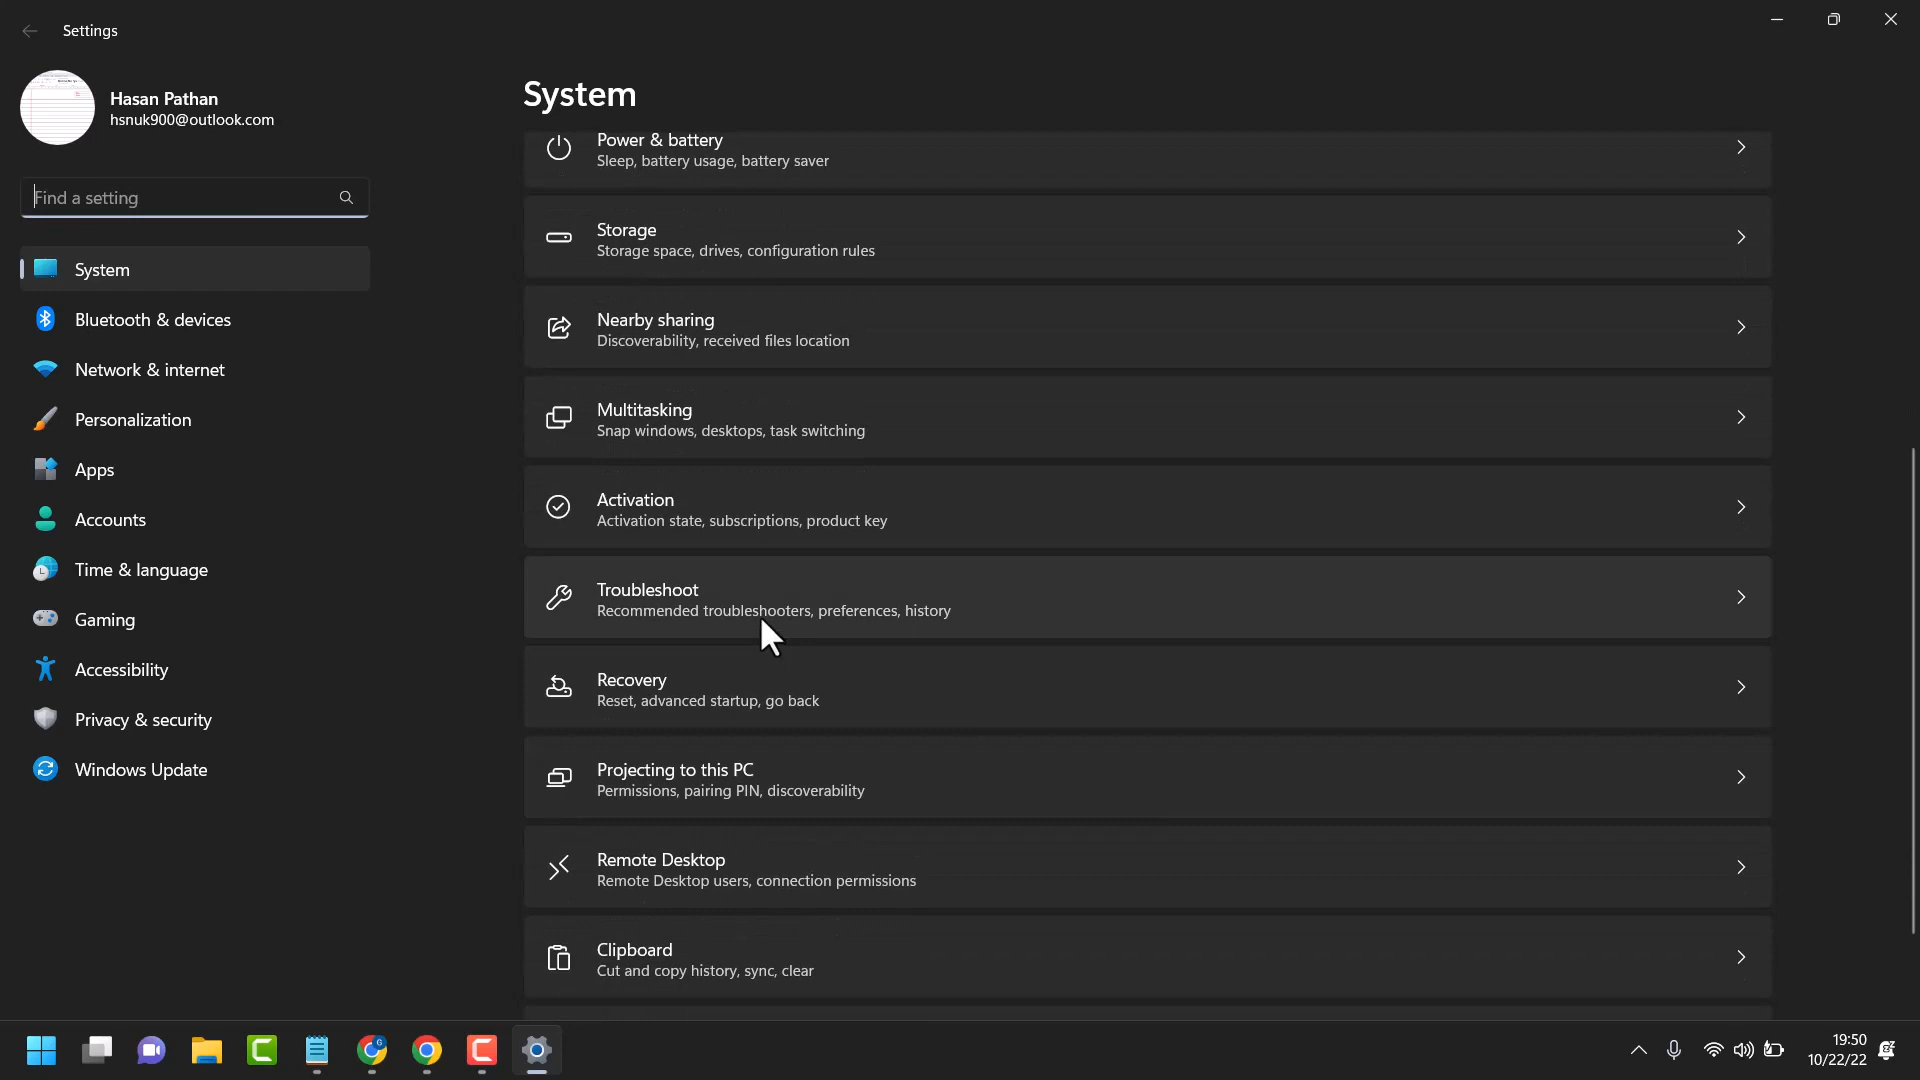 Settings
Hasan Pathan
hsnuk900@outlook.com
Find a setting
System
Bluetooth & devices
Network & internet
Personalization
Apps
Accounts
Time & language
Gaming
Accessibility
Privacy & security
Windows Update
System
Power & battery
Sleep, battery usage, battery saver
Storage
Storage space, drives, configuration rules
Nearby sharing
Discoverability, received files location
Multitasking
Snap windows, desktops, task switching
Activation
Activation state, subscriptions, product key
Troubleshoot
Recommended troubleshooters, preferences, history
Recovery
Reset, advanced startup, go back
Projecting to this PC
Permissions, pairing PIN, discoverability
Remote Desktop
Remote Desktop users, connection permissions
Clipboard
Cut and copy history, sync, clear
19:50
10/22/22